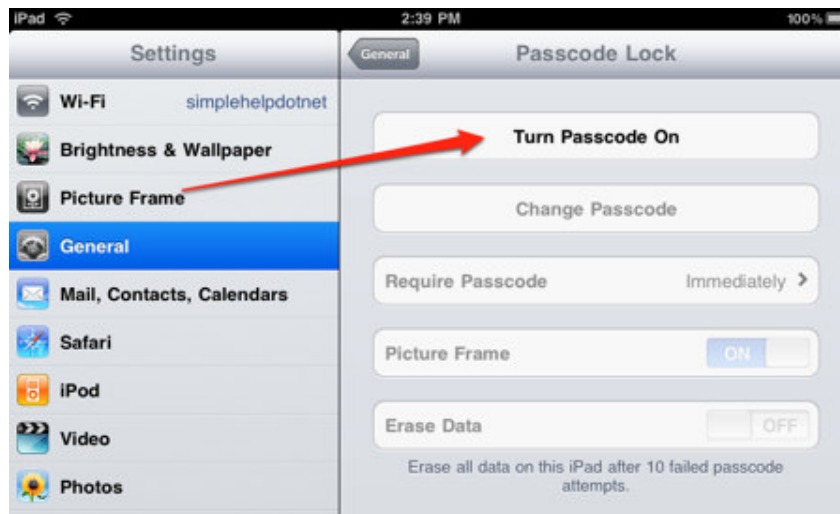 iPad 2:39 PM 100%
Settings
General Passcode Lock
Wi-Fi simplehelpdotnet
Brightness & Wallpaper
Picture Frame
General
Mail, Contacts, Calendars
Safari
iPod
Video
Photos
Turn Passcode On
Change Passcode
Require Passcode Immediately
Picture Frame ON
Erase Data OFF
Erase all data on this iPad after 10 failed passcode
attempts.